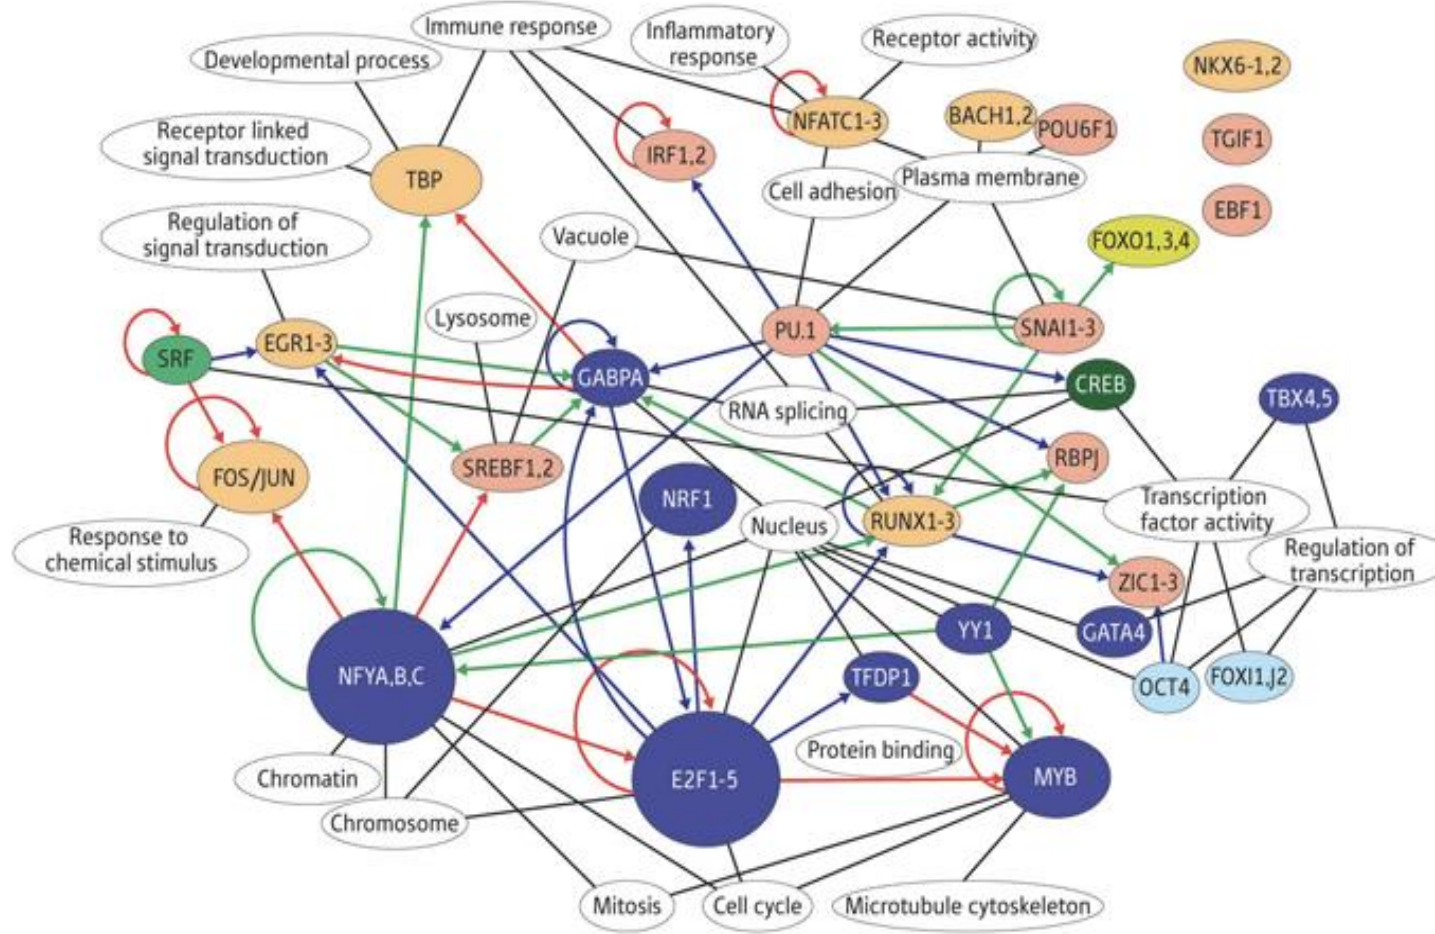 Immune response
Inflammatory
response
Receptor activity
Developmental process
NKX6-1,2
NFATC1-3
BACH1,2
POU6F1
Receptor linked
signal transduction
IRF1,2
TGIF1
TBP
Cell adhesion
Plasma membrane
EBF1
Regulation of
signal transduction
Vacuole
FOXO1,3,4
Lysosome
PU.1
SNAI1-3
SRF
EGR1-3
GABPA
CREB
TBX4,5
RNA splicing
FOS/JUN
SREBF1,2
RBPJ
NRF1
Nucleus
RUNX1-3
Transcription
factor activity
Response to
chemical stimulus
Regulation of
transcription
ZIC1-3
YY1
GATA4
NFYA,B,C
TFDP1
OCT4
FOXI1,J2
Protein binding
Chromatin
E2F1-5
MYB
Chromosome
Mitosis
Cell cycle
Microtubule cytoskeleton